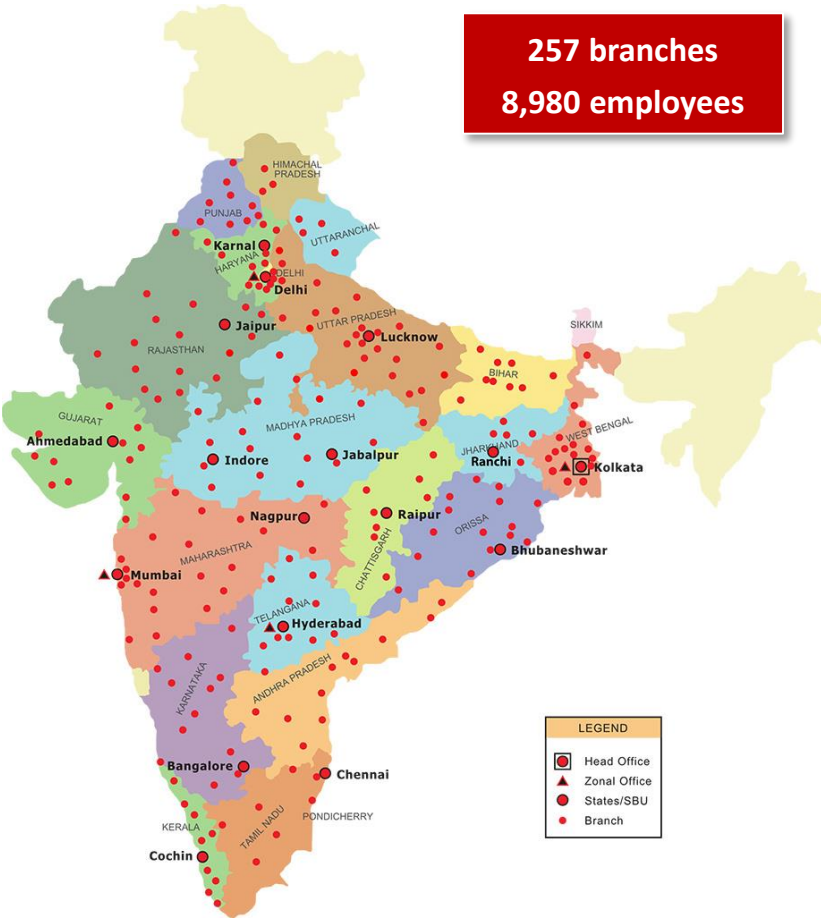 257 branches
8,980 employees
HIMACHAL
PRADESH
PUNJAB
UTTARANCHAL
Karnal
HARYANA
DELHI
Delhi
UTTAR PRADESH
Jaipur
Lucknow
SIKKIM
RAJASTHAN
BIHAR
GUJARAT
MADHYA PRADESH
WEST BENGAL
Ahmedabad
JHARKHAND
Indore
Jabalpur
Ranchi
Kolkata
Nagpur
Raipur
ORISSA
MAHARASHTRA
CHATTISGARH
Bhubaneshwar
Mumbai
TELANGANA
Hyderabad
ANDHRA PRADESH
KARNATAKA
LEGEND
Bangalore
Chennai
Head Office
Zonal Office
States/SBU
Branch
KERALA
TAMIL NADU
PONDICHERRY
Cochin